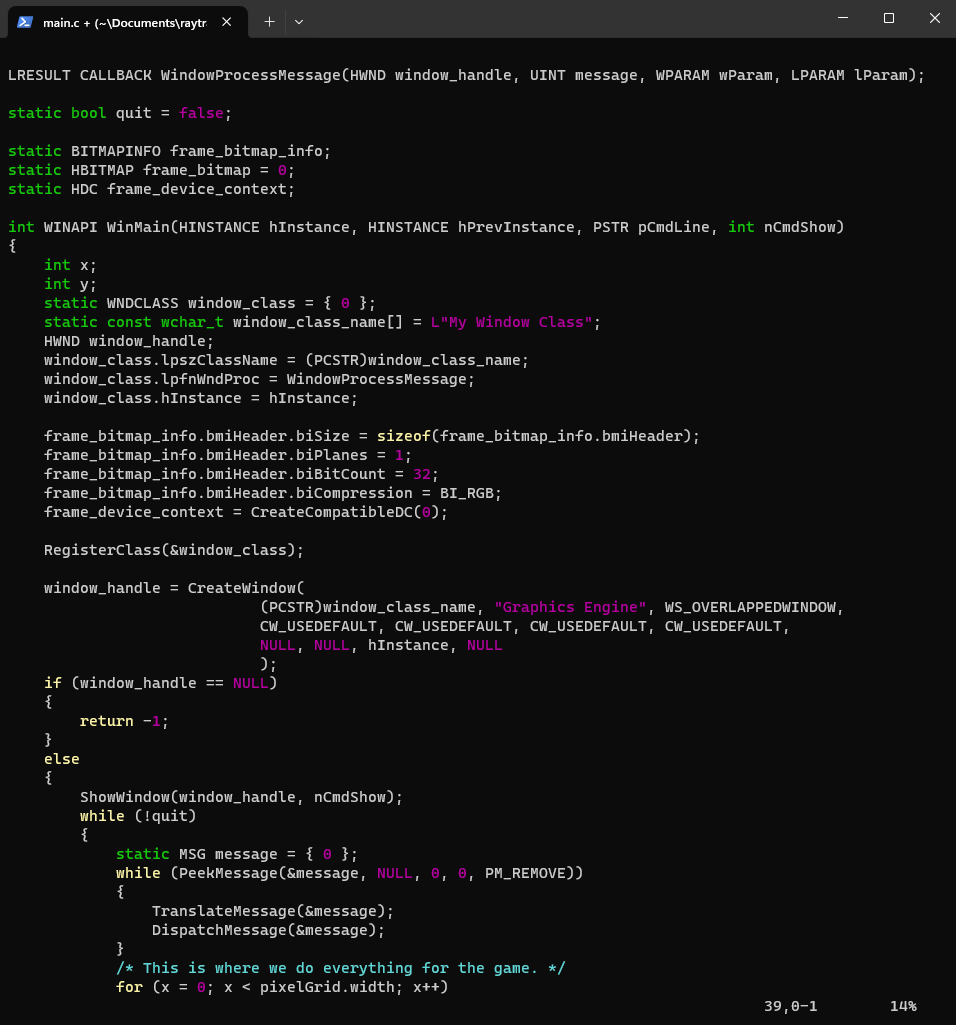 main.c + (~\Documents\raytr
LRESULT CALLBACK WindowProcessMessage(HWND window_handle, UINT message, WPARAM wParam, LPARAM lParam);
static bool quit = false;
static BITMAPINFO frame_bitmap_info;
static HBITMAP frame_bitmap = 0;
static HDC frame_device_context;
int WINAPI WinMain(HINSTANCE hInstance, HINSTANCE hPrevInstance, PSTR pCmdLine, int nCmdShow)
{
    int x;
    int y;
    static WNDCLASS window_class = { 0 };
    static const wchar_t window_class_name[] = L"My Window Class";
    HWND window_handle;
    window_class.lpszClassName = (PCSTR)window_class_name;
    window_class.lpfnWndProc = WindowProcessMessage;
    window_class.hInstance = hInstance;
    frame_bitmap_info.bmiHeader.biSize = sizeof(frame_bitmap_info.bmiHeader);
    frame_bitmap_info.bmiHeader.biPlanes = 1;
    frame_bitmap_info.bmiHeader.biBitCount = 32;
    frame_bitmap_info.bmiHeader.biCompression = BI_RGB;
    frame_device_context = CreateCompatibleDC(0);
    RegisterClass(&window_class);
    window_handle = CreateWindow(
                            (PCSTR)window_class_name, "Graphics Engine", WS_OVERLAPPEDWINDOW,
                            CW_USEDEFAULT, CW_USEDEFAULT, CW_USEDEFAULT, CW_USEDEFAULT,
                            NULL, NULL, hInstance, NULL
                            );
    if (window_handle == NULL)
    {
        return -1;
    }
    else
    {
        ShowWindow(window_handle, nCmdShow);
        while (!quit)
        {
            static MSG message = { 0 };
            while (PeekMessage(&message, NULL, 0, 0, PM_REMOVE))
            {
                TranslateMessage(&message);
                DispatchMessage(&message);
            }
            /* This is where we do everything for the game. */
            for (x = 0; x < pixelGrid.width; x++)
39,0-1 14%